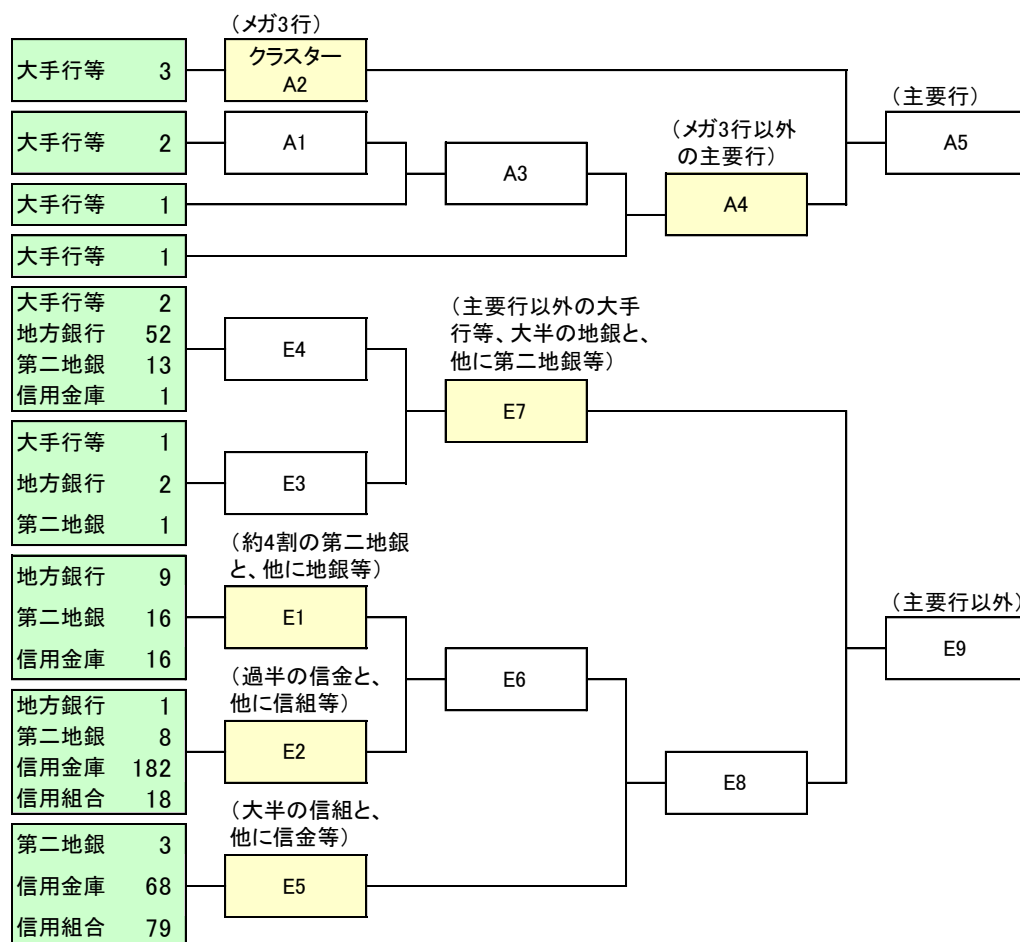 （メガ3行）
大手行等 3
クラスター
A2
（主要行）
大手行等 2
A1
（メガ3行以外
の主要行）
A5
A3
大手行等 1
A4
大手行等 1
大手行等 2
地方銀行 52
第二地銀 13
信用金庫 1
E4
（主要行以外の大手
行等、大半の地銀と、
他に第二地銀等）
E7
大手行等 1
地方銀行 2
第二地銀 1
E3
（約4割の第二地銀
と、他に地銀等）
地方銀行 9
第二地銀 16
信用金庫 16
E1
（主要行以外）
E9
E6
（過半の信金と、
他に信組等）
地方銀行 1
第二地銀 8
信用金庫 182
信用組合 18
E2
E8
（大半の信組と、
他に信金等）
第二地銀 3
信用金庫 68
信用組合 79
E5